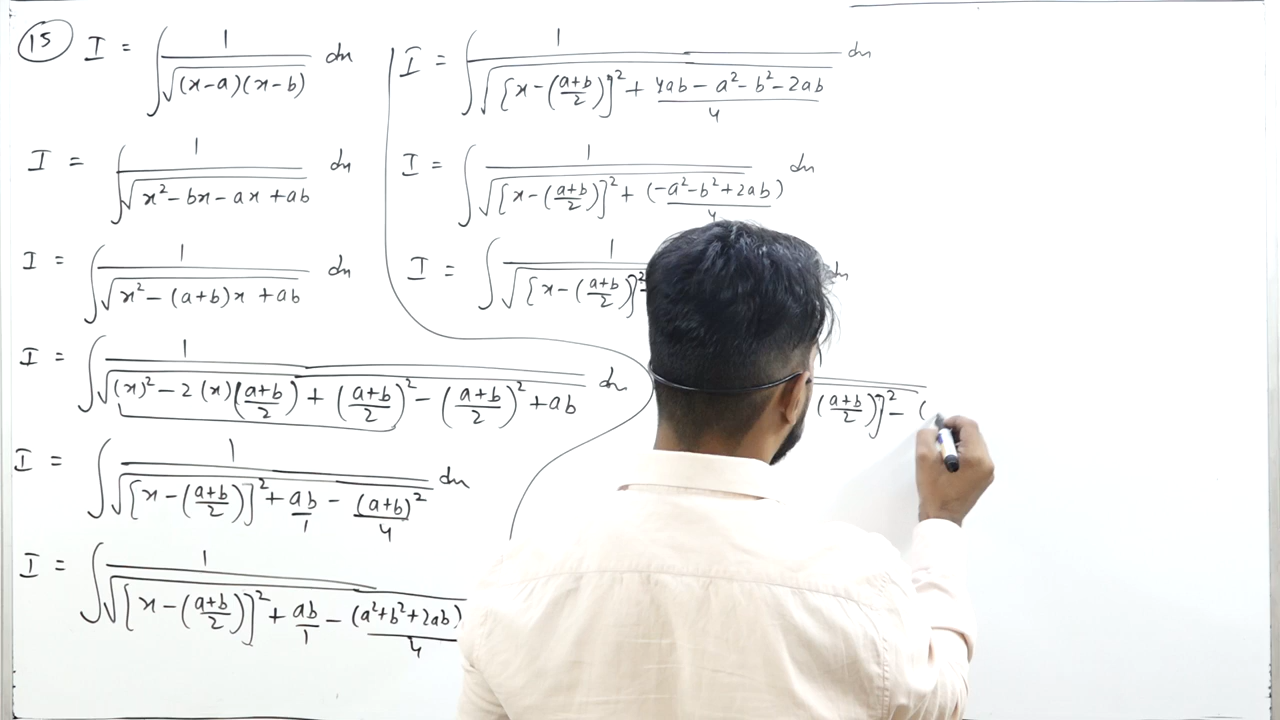 (15) I = ∫ 1/√((x-a)(x-b)) dx
I = ∫ 1/√(x² - bx - ax + ab) dx
I = ∫ 1/√(x² - (a+b)x + ab) dx
I = ∫ 1/√((x)² - 2(x)((a+b)/2) + ((a+b)/2)² - ((a+b)/2)² + ab) dx
I = ∫ 1/√([x - ((a+b)/2)]² + ab/1 - (a+b)²/4) dx
I = ∫ 1/√([x - ((a+b)/2)]² + ab/1 - (a²+b²+2ab)/4)
I = ∫ 1/√([x - ((a+b)/2)]² + (4ab - a² - b² - 2ab)/4) dx
I = ∫ 1/√([x - ((a+b)/2)]² + (-a² - b² + 2ab)/4) dx
I = ∫ 1/√([x - ((a+b)/2)]² dx
((a+b)/2)]² - (